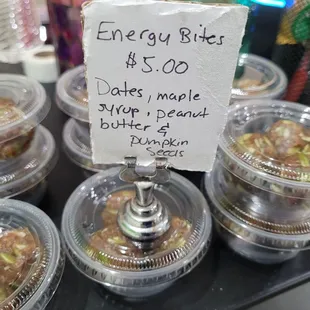 Energy Bites
$5.00
Dates, maple
syrup, peanut
butter &
pumpkin
seeds